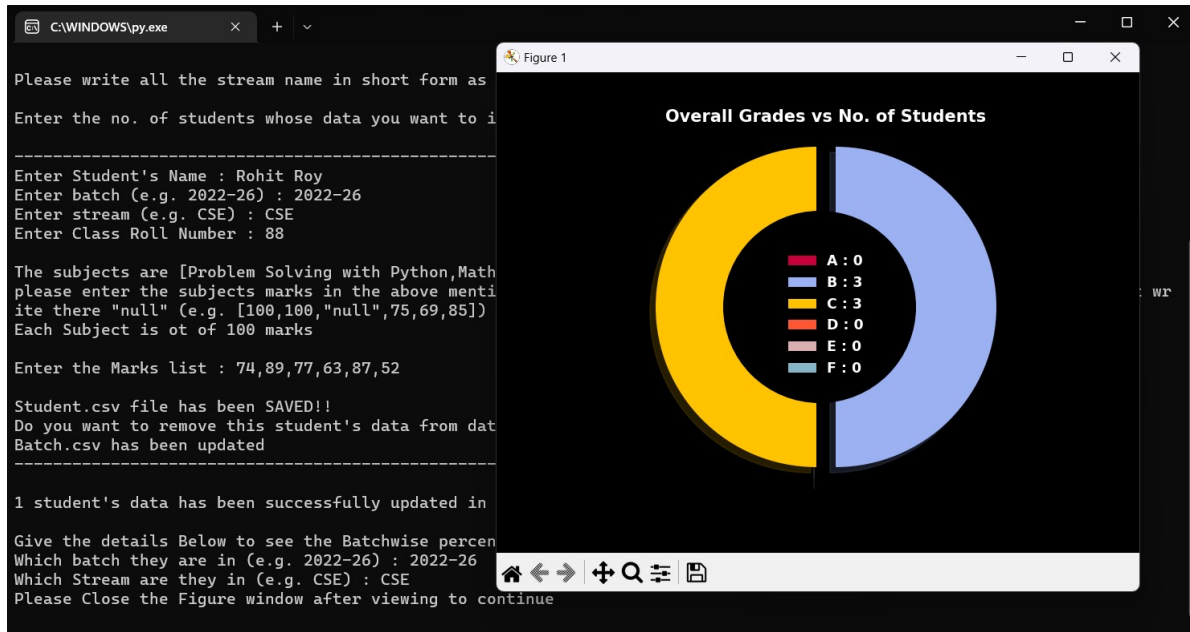 C:\WINDOWS\py.exe
Please write all the stream name in short form as
Enter the no. of students whose data you want to i
Enter Student's Name : Rohit Roy
Enter batch (e.g. 2022-26) : 2022-26
Enter stream (e.g. CSE) : CSE
Enter Class Roll Number : 88
The subjects are [Problem Solving with Python,Math
please enter the subjects marks in the above menti
: wr
ite there "null" (e.g. [100,100,"null",75,69,85])
Each Subject is ot of 100 marks
Enter the Marks list : 74,89,77,63,87,52
Student.csv file has been SAVED!!
Do you want to remove this student's data from dat
Batch.csv has been updated
1 student's data has been successfully updated in
Give the details Below to see the Batchwise percen
Which batch they are in (e.g. 2022-26) : 2022-26
Which Stream are they in (e.g. CSE) : CSE
Please Close the Figure window after viewing to continue
Figure 1
Overall Grades vs No. of Students
A : 0
B : 3
C : 3
D : 0
E : 0
F : 0